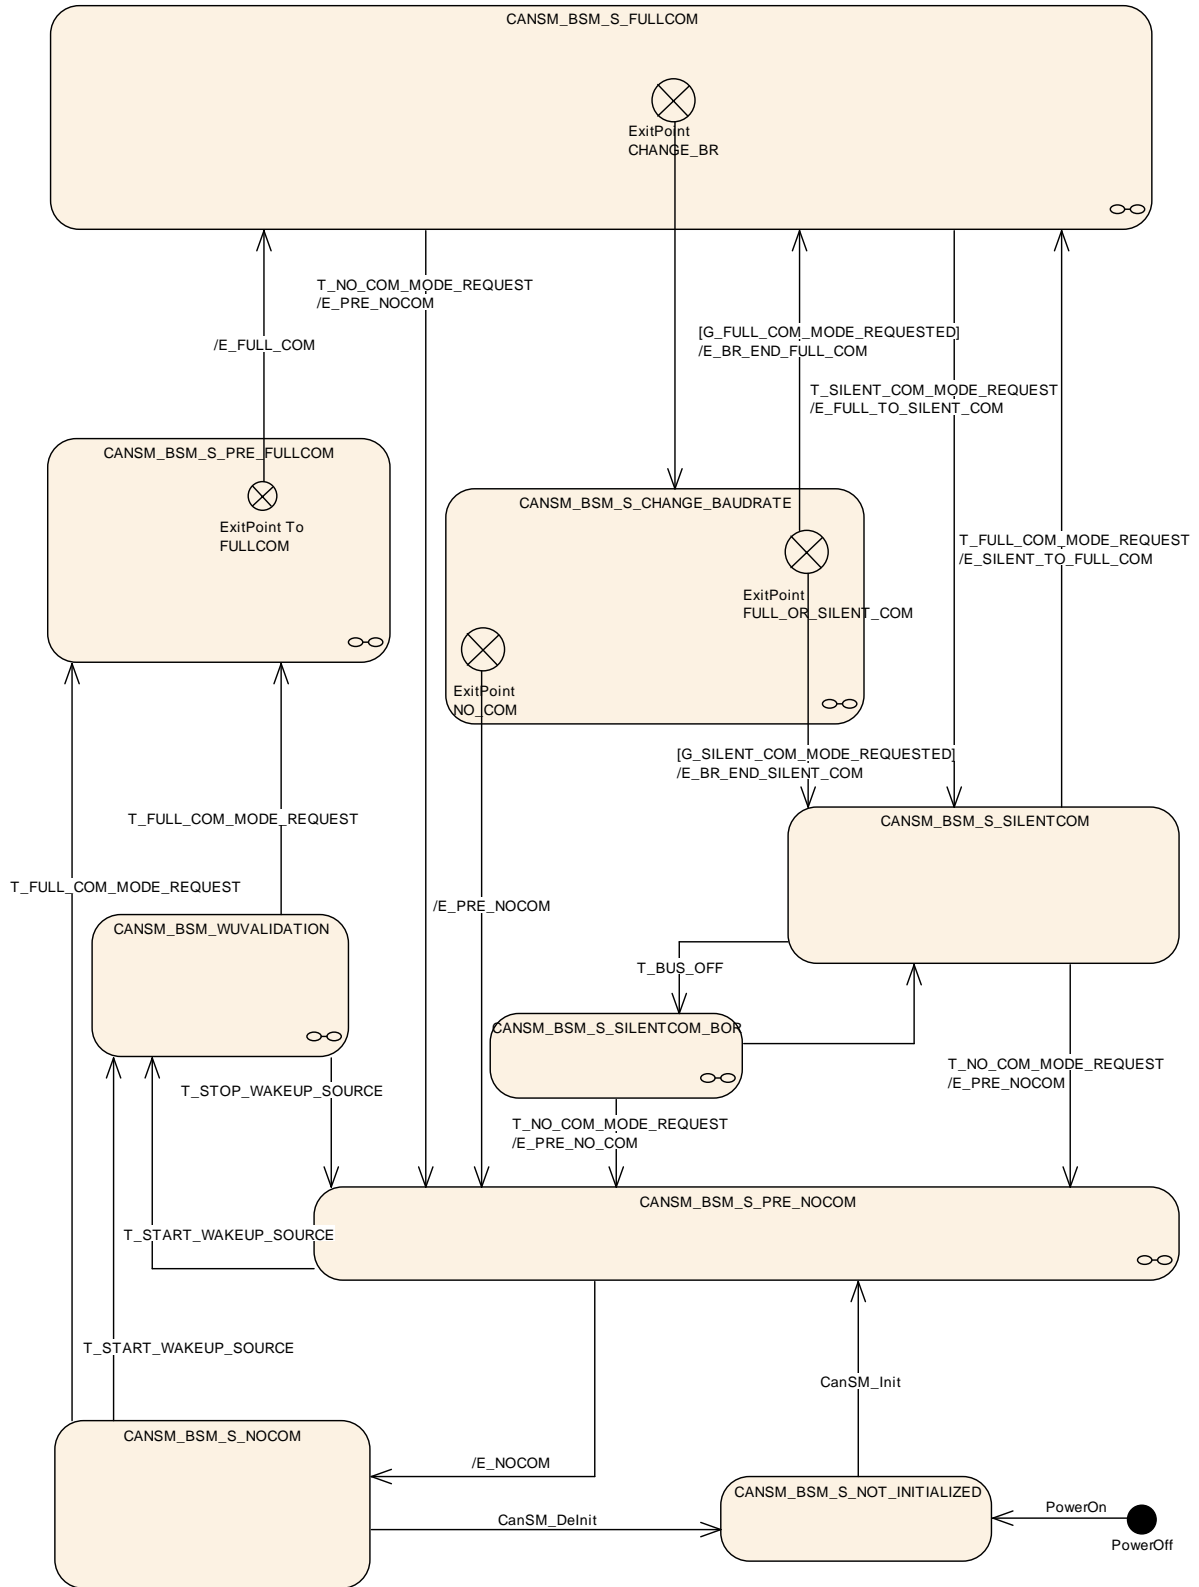 CANSM_BSM_S_FULLCOM
ExitPoint
CHANGE_BR
T_NO_COM_MODE_REQUEST
/E_PRE_NOCOM
[G_FULL_COM_MODE_REQUESTED]
/E_BR_END_FULL_COM
/E_FULL_COM
T_SILENT_COM_MODE_REQUEST
/E_FULL_TO_SILENT_COM
CANSM_BSM_S_PRE_FULLCOM
ExitPoint To
FULLCOM
CANSM_BSM_S_CHANGE_BAUDRATE
T_FULL_COM_MODE_REQUEST
/E_SILENT_TO_FULL_COM
ExitPoint
FULL_OR_SILENT_COM
ExitPoint
NO_COM
[G_SILENT_COM_MODE_REQUESTED]
/E_BR_END_SILENT_COM
T_FULL_COM_MODE_REQUEST
CANSM_BSM_S_SILENTCOM
T_FULL_COM_MODE_REQUEST
/E_PRE_NOCOM
CANSM_BSM_WUVALIDATION
T_BUS_OFF
CANSM_BSM_S_SILENTCOM_BOR
T_NO_COM_MODE_REQUEST
/E_PRE_NOCOM
T_STOP_WAKEUP_SOURCE
T_NO_COM_MODE_REQUEST
/E_PRE_NO_COM
CANSM_BSM_S_PRE_NOCOM
T_START_WAKEUP_SOURCE
T_START_WAKEUP_SOURCE
CanSM_Init
CANSM_BSM_S_NOCOM
/E_NOCOM
CANSM_BSM_S_NOT_INITIALIZED
CanSM_DeInit
PowerOn
PowerOff